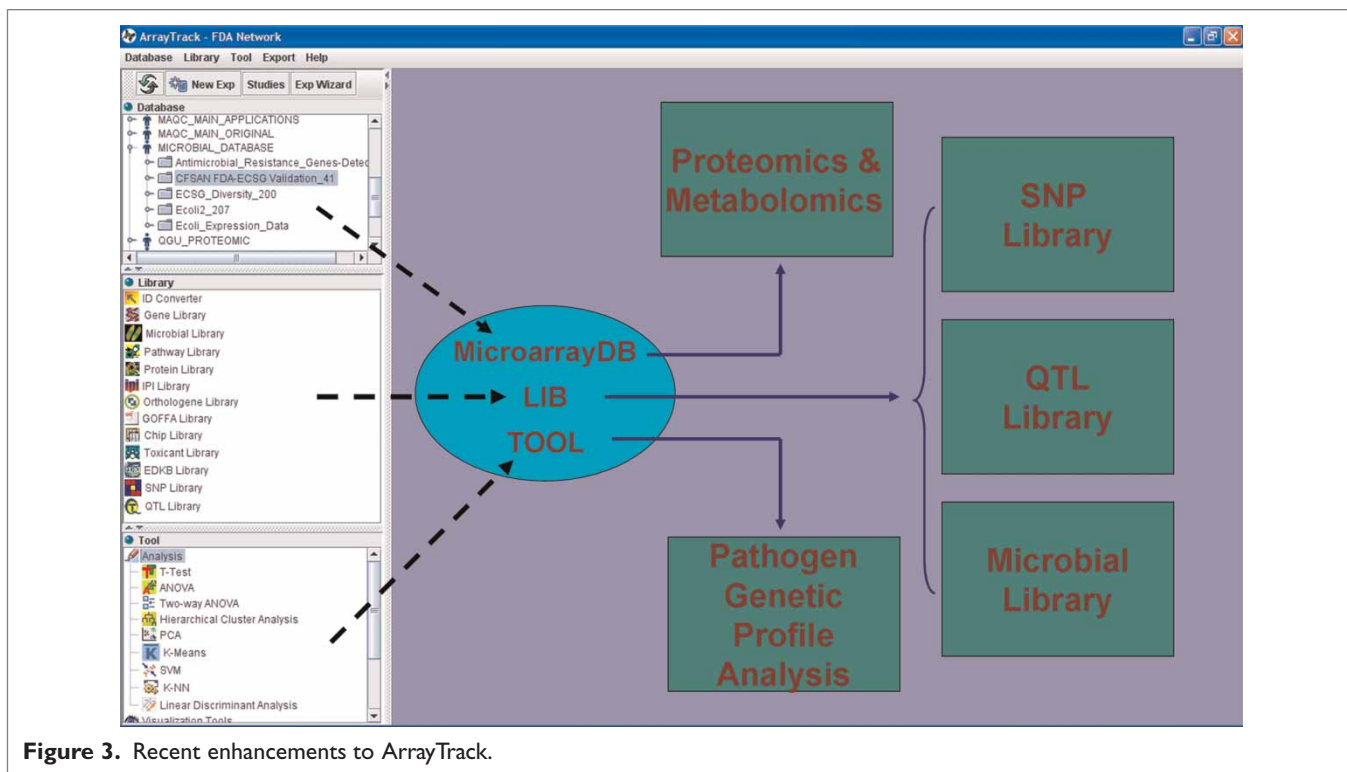 ArrayTrack - FDA Network
Database Library Tool Export Help
New Exp Studies Exp Wizard
Database
MAQC_MAIN_APPLICATIONS
MAQC_MAIN_ORIGINAL
MICROBIAL_DATABASE
Antimicrobial_Resistance_Genes-Detec
CFSAN FDA-ECSG Validation_41
ECSG_Diversity_200
Ecoli2_207
Ecoli_Expression_Data
QGU_PROTEOMIC
Library
ID Converter
Gene Library
Microbial Library
Pathway Library
Protein Library
IPI Library
Orthologene Library
GOFFA Library
Chip Library
Toxicant Library
EDKB Library
SNP Library
QTL Library
Tool
Analysis
T-Test
ANOVA
Two-way ANOVA
Hierarchical Cluster Analysis
PCA
K-Means
SVM
K-NN
Linear Discriminant Analysis
Visualization Tools
MicroarrayDB
LIB
TOOL
Proteomics &
Metabolomics
Pathogen
Genetic
Profile
Analysis
SNP
Library
QTL
Library
Microbial
Library
Figure 3. Recent enhancements to ArrayTrack.